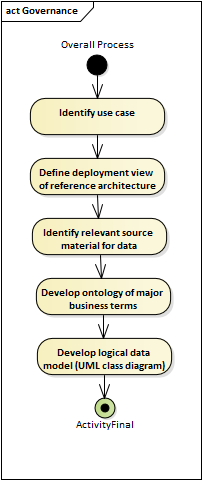 act Governance
Overall Process
Identify use case
Define deployment view
of reference architecture
Identify relevant source
material for data
Develop ontology of major
business terms
Develop logical data
model (UML class diagram)
ActivityFinal